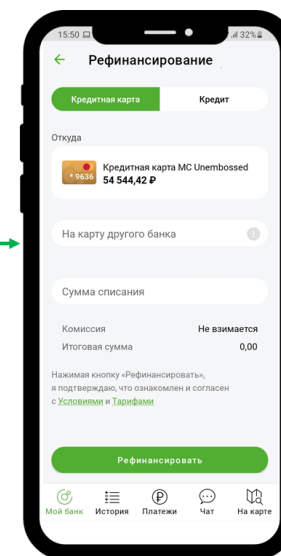 15:50 32%
Рефинансирование
Кредитная карта Кредит
Откуда
Кредитная карта MC Unembossed
* 9636 54 544,42 ₽
На карту другого банка
Сумма списания
Комиссия Не взимается
Итоговая сумма 0,00
Нажимая кнопку «Рефинансировать»,
я подтверждаю, что ознакомлен и согласен
с Условиями и Тарифами
Рефинансировать
Мой банк История Платежи Чат На карте